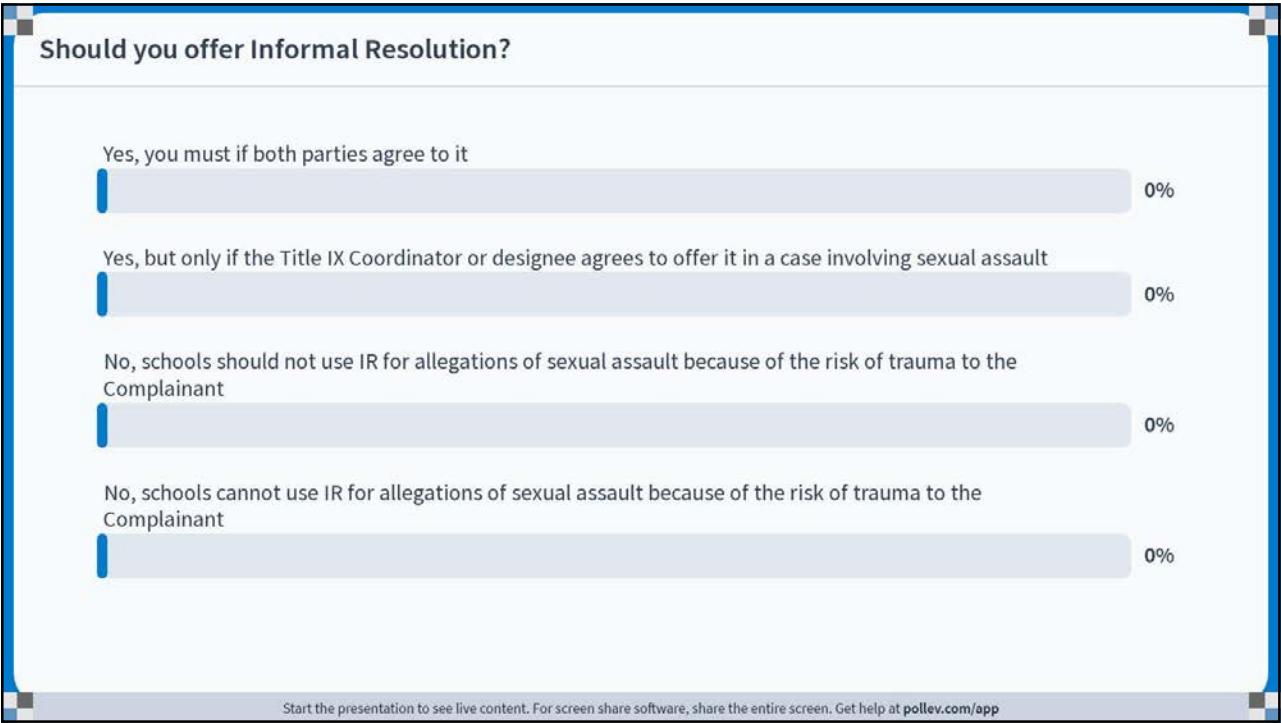 Should you offer Informal Resolution?
Yes, you must if both parties agree to it
0%
Yes, but only if the Title IX Coordinator or designee agrees to offer it in a case involving sexual assault
0%
No, schools should not use IR for allegations of sexual assault because of the risk of trauma to the
Complainant
0%
No, schools cannot use IR for allegations of sexual assault because of the risk of trauma to the
Complainant
0%
Start the presentation to see live content. For screen share software, share the entire screen. Get help at pollev.com/app